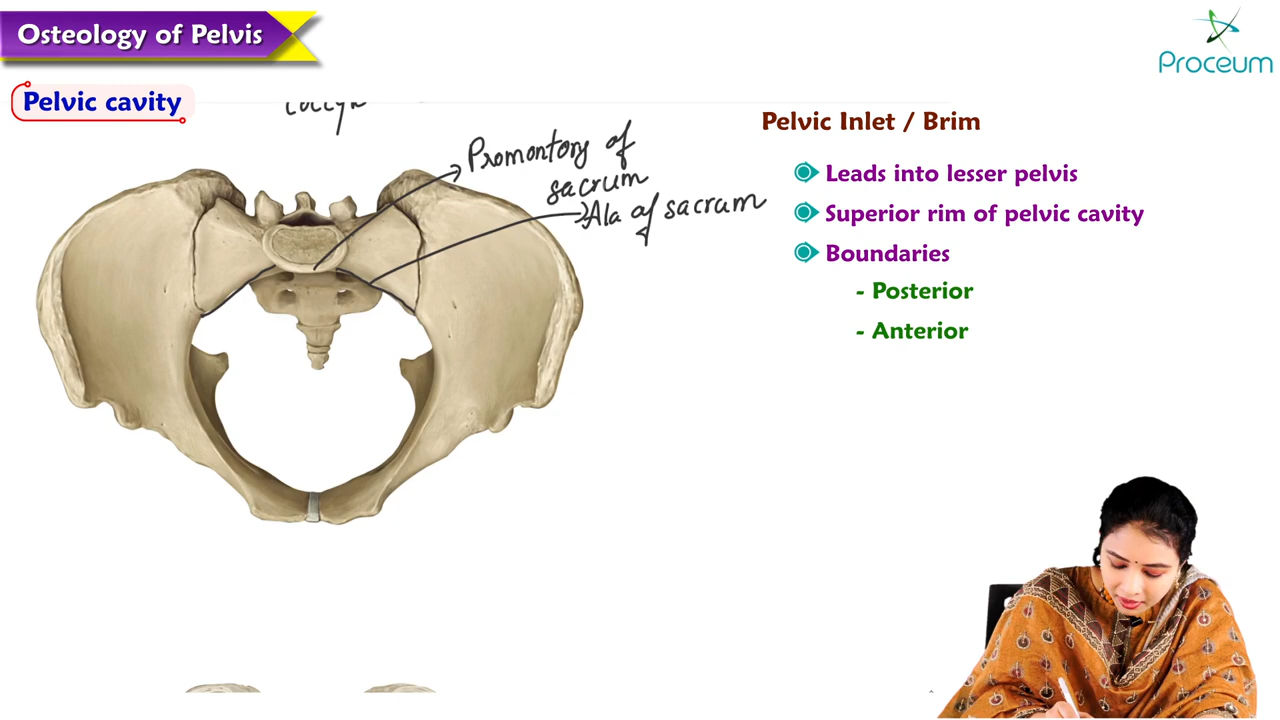 Osteology of Pelvis
Proceum
Pelvic cavity
Pelvic Inlet / Brim
Promontory of
sacrum
Ala of sacrum
Leads into lesser pelvis
Superior rim of pelvic cavity
Boundaries
- Posterior
- Anterior